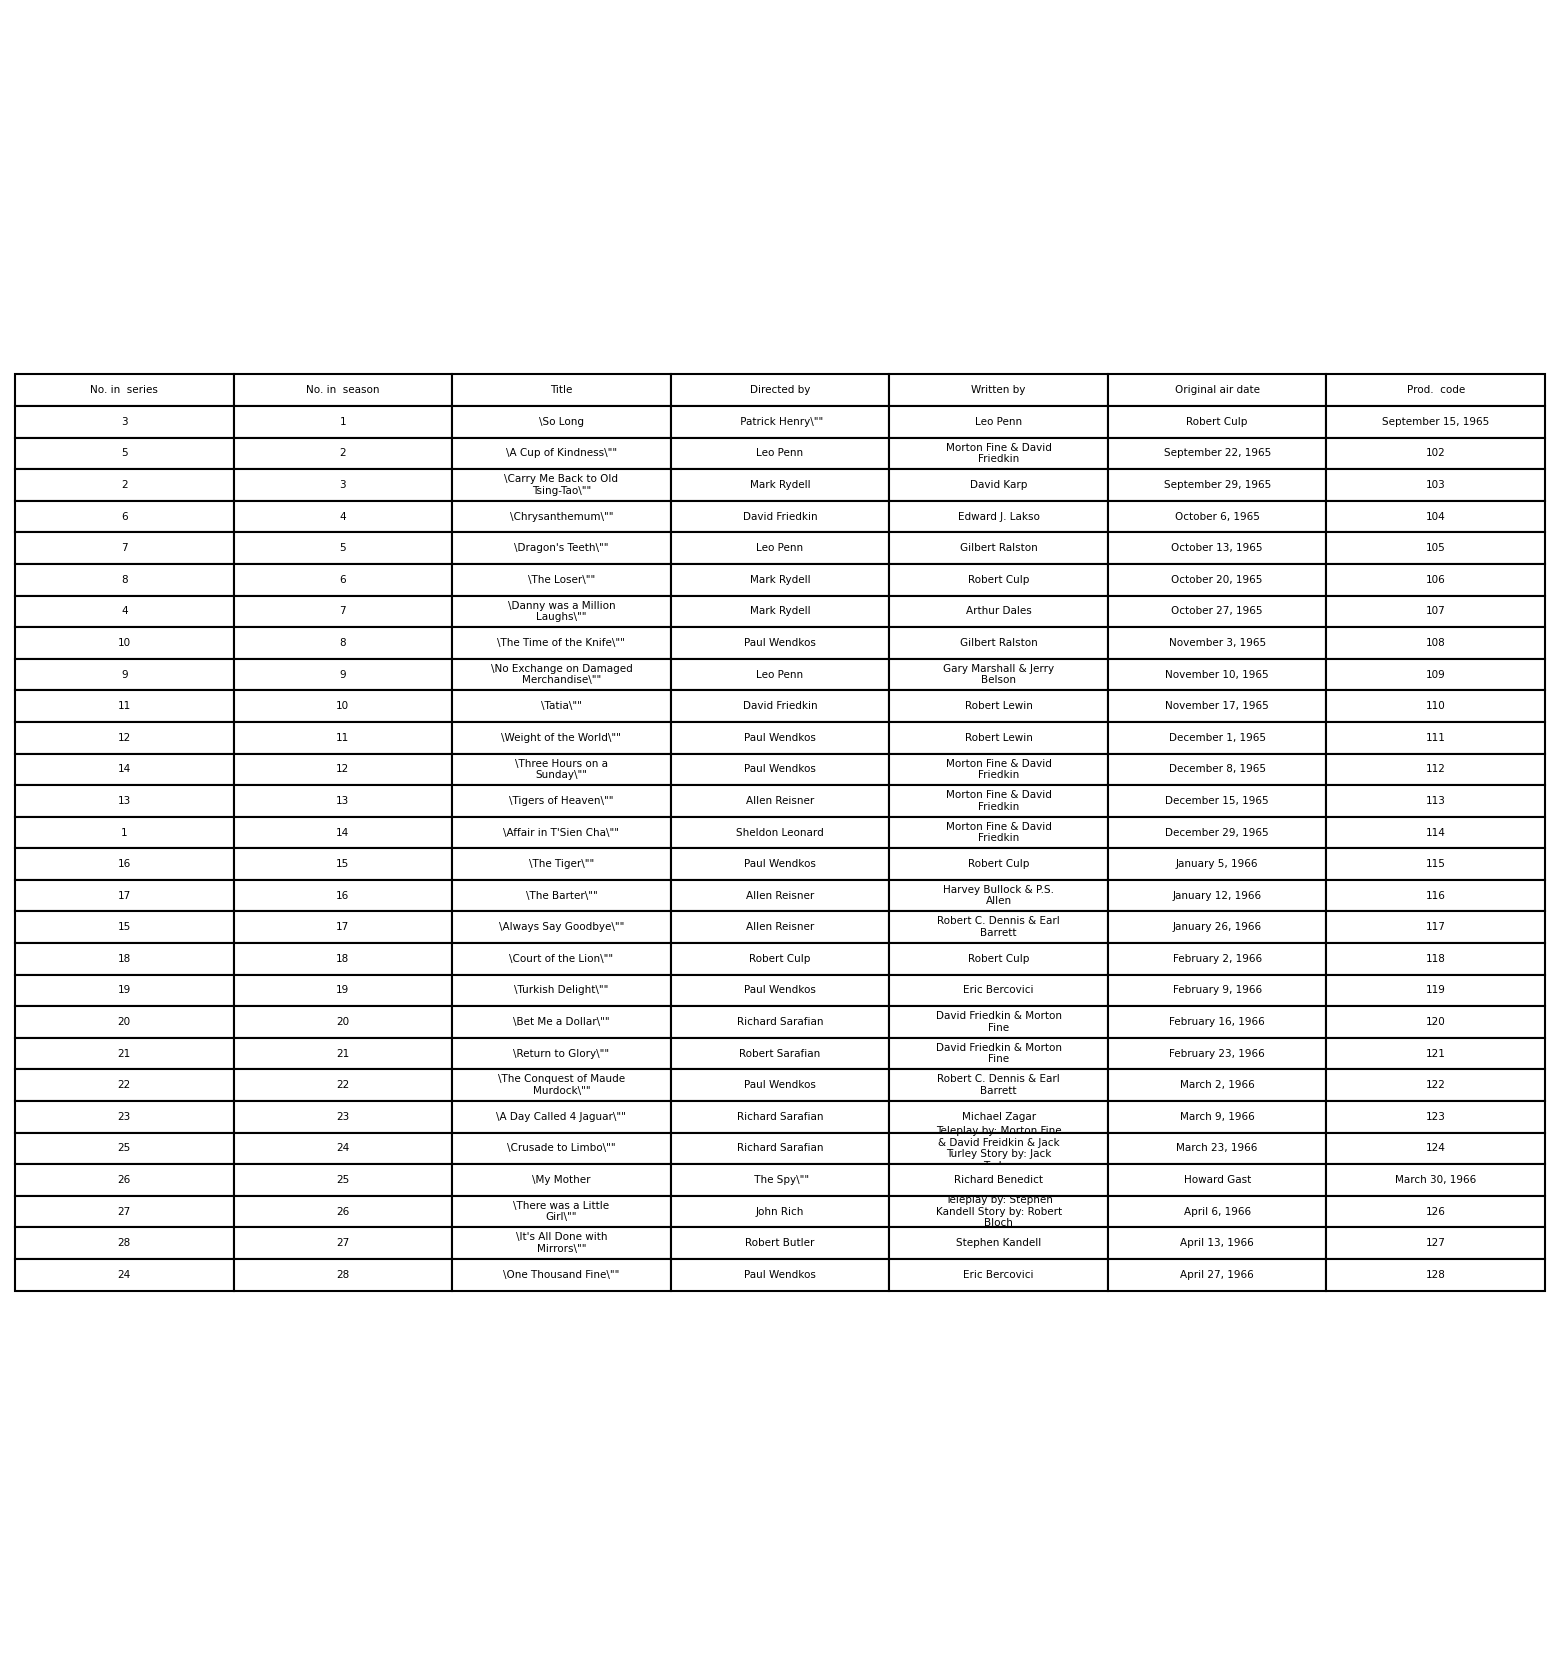 No. in  series No. in  season Title Directed by Written by Original air date Prod.  code
3 1 \So Long Patrick Henry\"" Leo Penn Robert Culp September 15, 1965
5 2 \A Cup of Kindness\"" Leo Penn Morton Fine & David Friedkin September 22, 1965 102
2 3 \Carry Me Back to Old Tsing-Tao\"" Mark Rydell David Karp September 29, 1965 103
6 4 \Chrysanthemum\"" David Friedkin Edward J. Lakso October 6, 1965 104
7 5 \Dragon's Teeth\"" Leo Penn Gilbert Ralston October 13, 1965 105
8 6 \The Loser\"" Mark Rydell Robert Culp October 20, 1965 106
4 7 \Danny was a Million Laughs\"" Mark Rydell Arthur Dales October 27, 1965 107
10 8 \The Time of the Knife\"" Paul Wendkos Gilbert Ralston November 3, 1965 108
9 9 \No Exchange on Damaged Merchandise\"" Leo Penn Gary Marshall & Jerry Belson November 10, 1965 109
11 10 \Tatia\"" David Friedkin Robert Lewin November 17, 1965 110
12 11 \Weight of the World\"" Paul Wendkos Robert Lewin December 1, 1965 111
14 12 \Three Hours on a Sunday\"" Paul Wendkos Morton Fine & David Friedkin December 8, 1965 112
13 13 \Tigers of Heaven\"" Allen Reisner Morton Fine & David Friedkin December 15, 1965 113
1 14 \Affair in T'Sien Cha\"" Sheldon Leonard Morton Fine & David Friedkin December 29, 1965 114
16 15 \The Tiger\"" Paul Wendkos Robert Culp January 5, 1966 115
17 16 \The Barter\"" Allen Reisner Harvey Bullock & P.S. Allen January 12, 1966 116
15 17 \Always Say Goodbye\"" Allen Reisner Robert C. Dennis & Earl Barrett January 26, 1966 117
18 18 \Court of the Lion\"" Robert Culp Robert Culp February 2, 1966 118
19 19 \Turkish Delight\"" Paul Wendkos Eric Bercovici February 9, 1966 119
20 20 \Bet Me a Dollar\"" Richard Sarafian David Friedkin & Morton Fine February 16, 1966 120
21 21 \Return to Glory\"" Robert Sarafian David Friedkin & Morton Fine February 23, 1966 121
22 22 \The Conquest of Maude Murdock\"" Paul Wendkos Robert C. Dennis & Earl Barrett March 2, 1966 122
23 23 \A Day Called 4 Jaguar\"" Richard Sarafian Michael Zagar March 9, 1966 123
25 24 \Crusade to Limbo\"" Richard Sarafian Teleplay by: Morton Fine & David Freidkin & Jack Turley Story by: Jack March 23, 1966 124
26 25 \My Mother The Spy\"" Richard Benedict Howard Gast March 30, 1966
27 26 \There was a Little Girl\"" John Rich Teleplay by: Stephen Kandell Story by: Robert Bloch April 6, 1966 126
28 27 \It's All Done with Mirrors\"" Robert Butler Stephen Kandell April 13, 1966 127
24 28 \One Thousand Fine\"" Paul Wendkos Eric Bercovici April 27, 1966 128